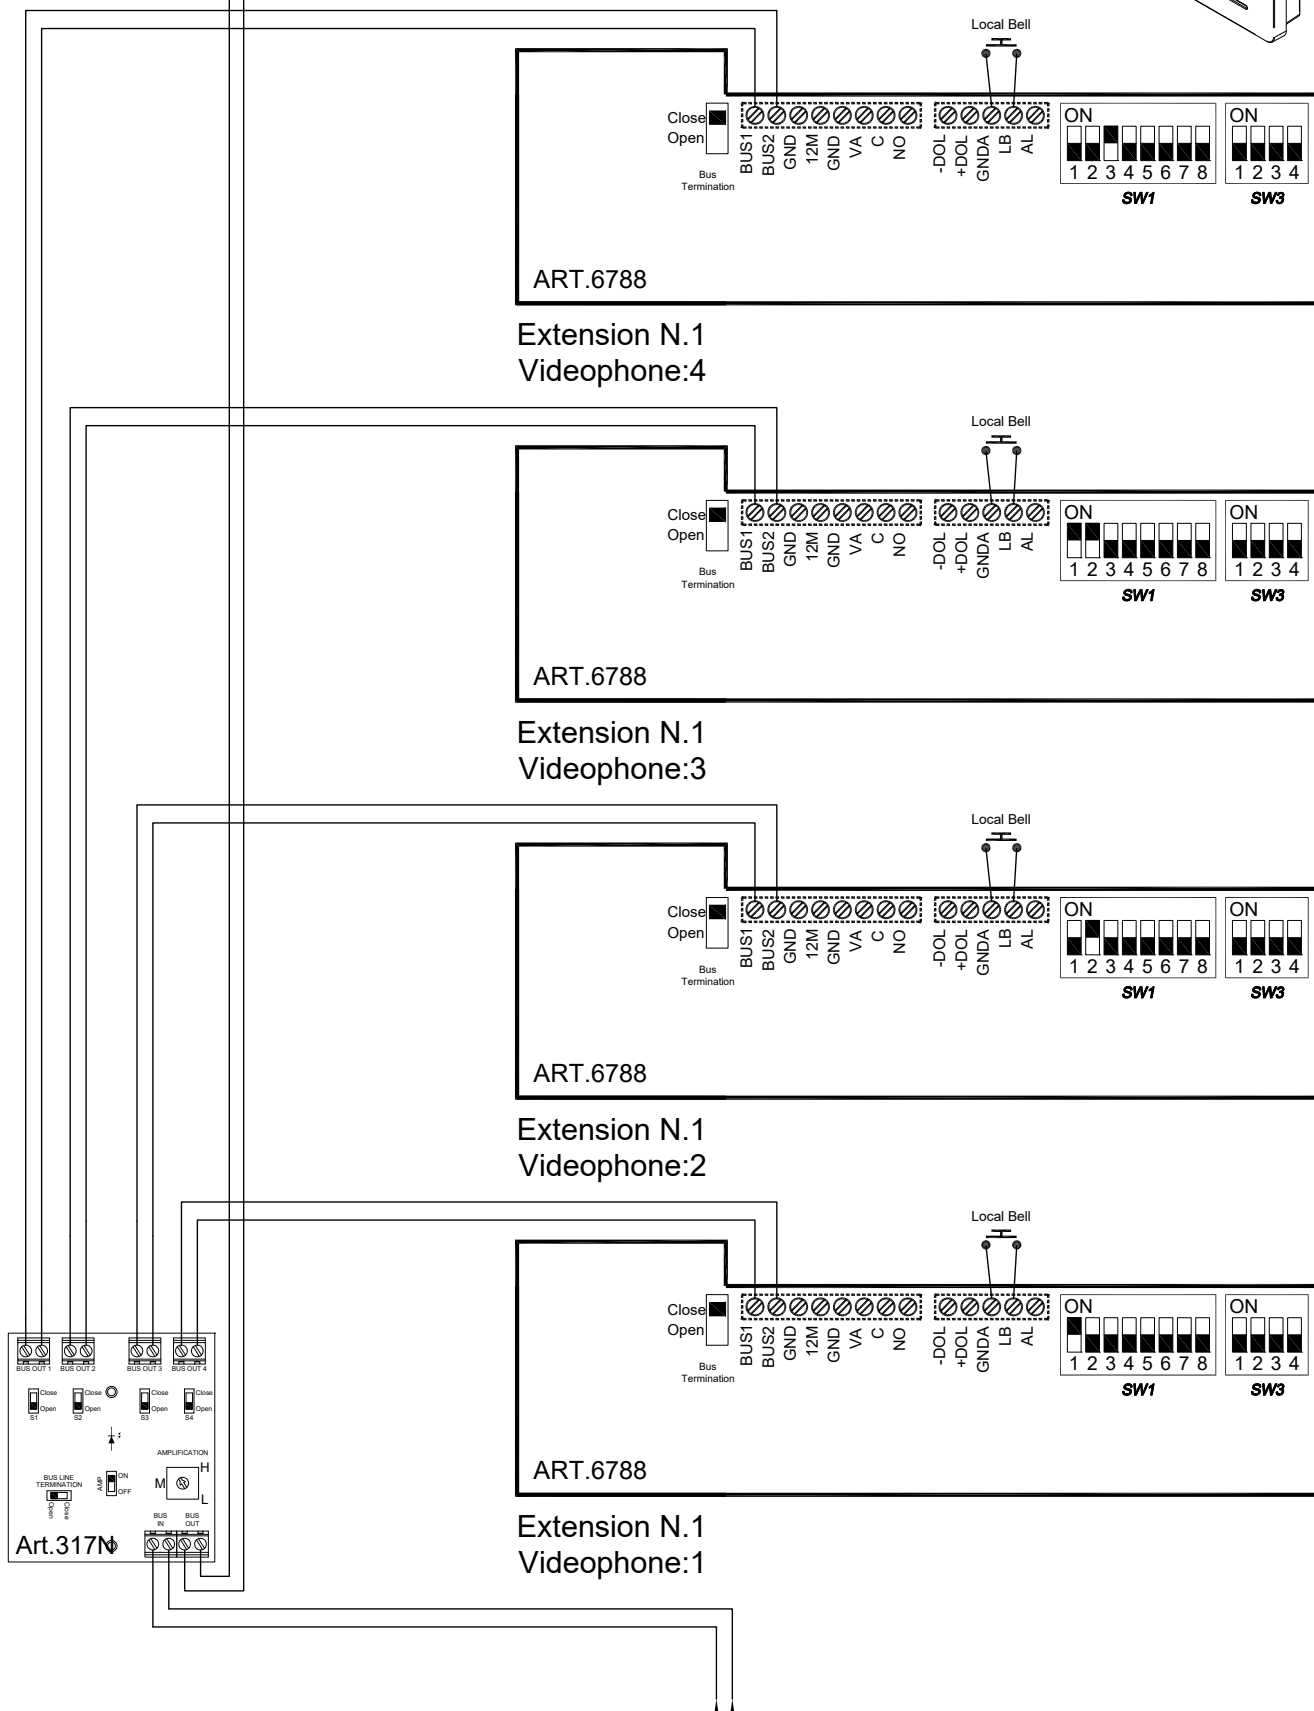 Local Bell
Close
Open
Bus
Termination
BUS1
BUS2
GND
12M
GND
VA
C
NO
-DOL
+DOL
GNDA
LB
AL
ON
1 2 3 4 5 6 7 8
SW1
ON
1 2 3 4
SW3
ART.6788
Extension N.1
Videophone:4
Local Bell
Close
Open
Bus
Termination
BUS1
BUS2
GND
12M
GND
VA
C
NO
-DOL
+DOL
GNDA
LB
AL
ON
1 2 3 4 5 6 7 8
SW1
ON
1 2 3 4
SW3
ART.6788
Extension N.1
Videophone:3
Local Bell
Close
Open
Bus
Termination
BUS1
BUS2
GND
12M
GND
VA
C
NO
-DOL
+DOL
GNDA
LB
AL
ON
1 2 3 4 5 6 7 8
SW1
ON
1 2 3 4
SW3
ART.6788
Extension N.1
Videophone:2
Local Bell
Close
Open
Bus
Termination
BUS1
BUS2
GND
12M
GND
VA
C
NO
-DOL
+DOL
GNDA
LB
AL
ON
1 2 3 4 5 6 7 8
SW1
ON
1 2 3 4
SW3
ART.6788
Extension N.1
Videophone:1
BUS OUT 1
BUS OUT 2
BUS OUT 3
BUS OUT 4
Close
Open
S1
Close
Open
S2
Close
Open
S3
Close
Open
S4
AMPLIFICATION
H
M
L
BUS LINE
TERMINATION
Open
Close
AMP
ON
OFF
BUS
IN
BUS
OUT
Art.317N